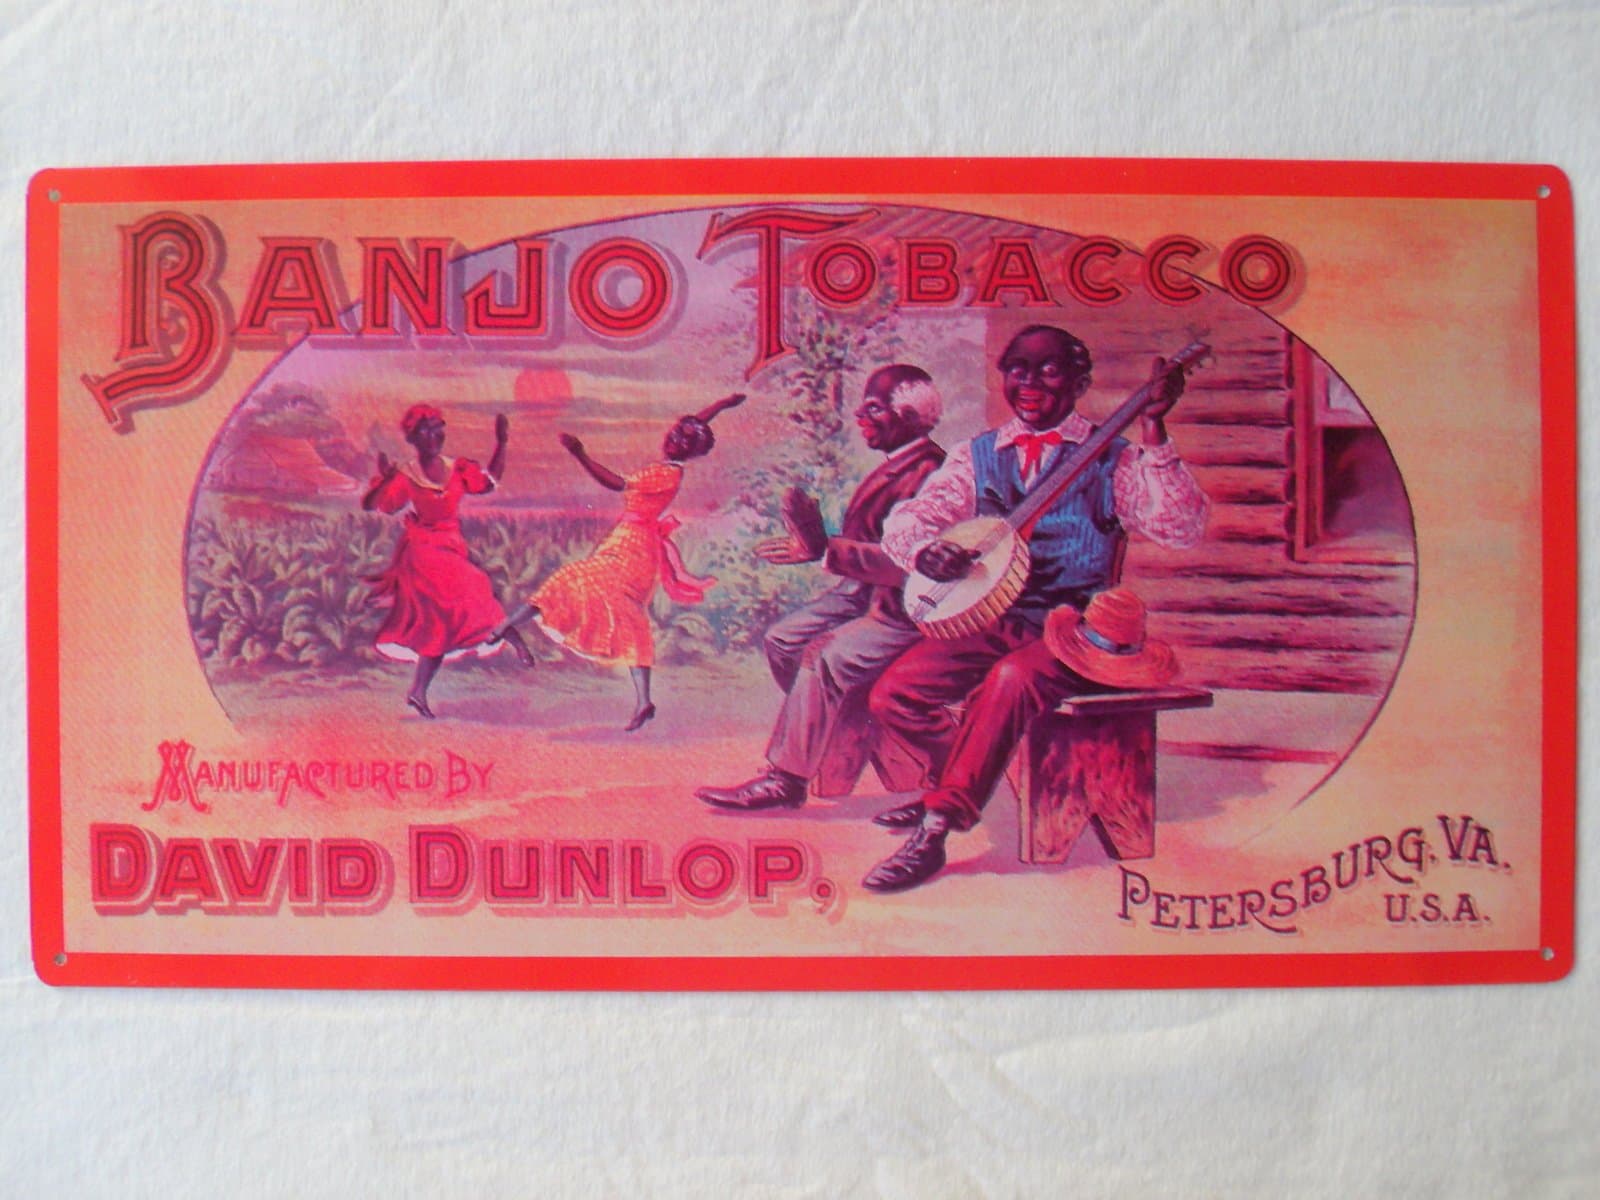 BANJO TOBACCO
MANUFACTURED BY
DAVID DUNLOP,
PETERSBURG, VA.
U.S.A.